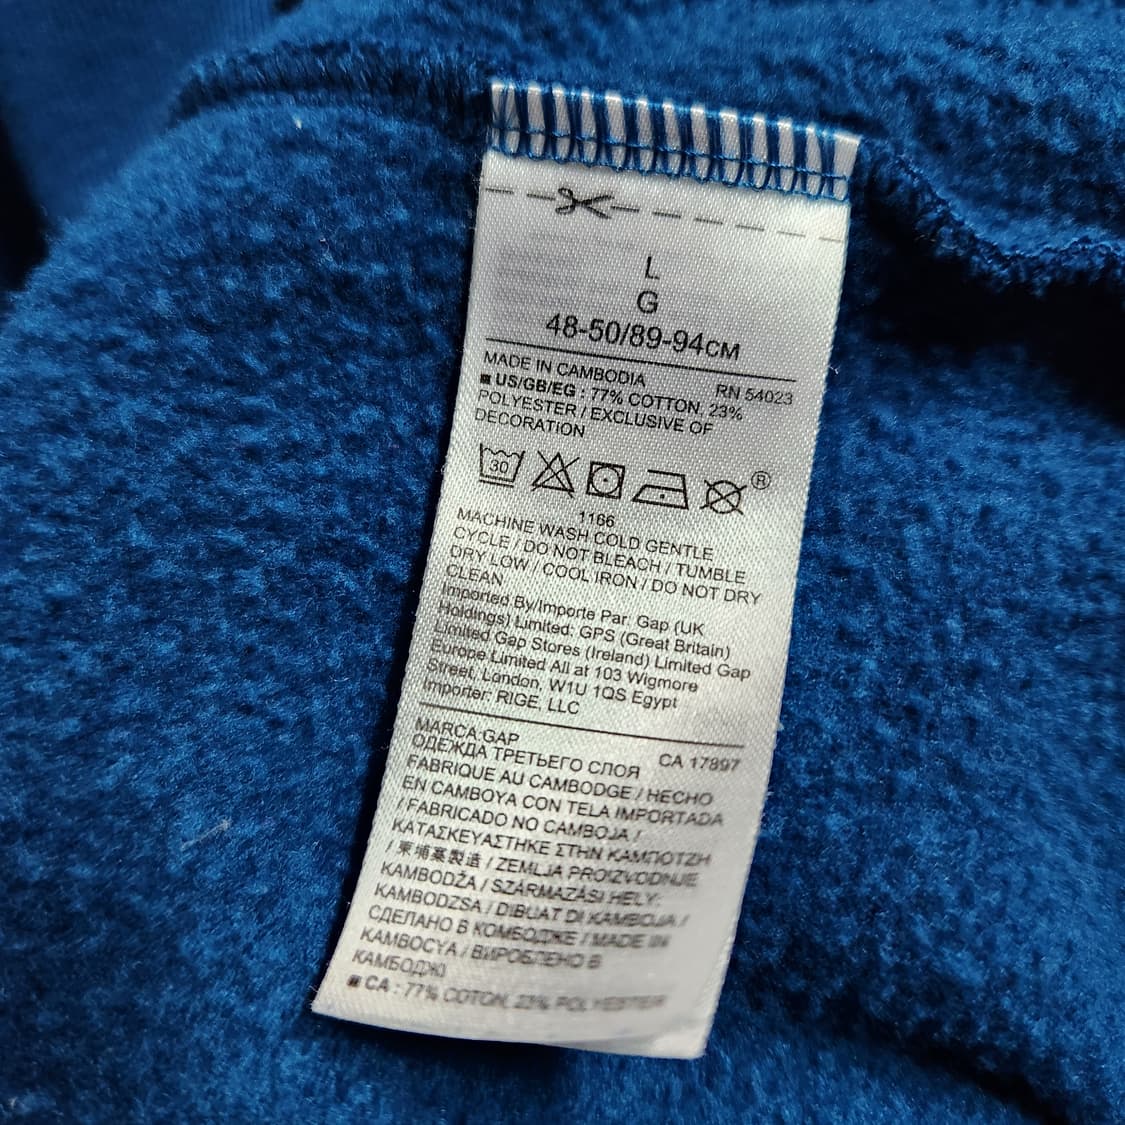 L
G
48-50/89-94CM
MADE IN CAMBODIA RN 54023
■ US/GB/EG : 77% COTTON, 23%
POLYESTER / EXCLUSIVE OF
DECORATION
30 ®
1166
MACHINE WASH COLD GENTLE
CYCLE / DO NOT BLEACH / TUMBLE
DRY LOW / COOL IRON / DO NOT DRY
CLEAN
Imported By/Importe Par: Gap (UK
Holdings) Limited: GPS (Great Britain)
Limited Gap Stores (Ireland) Limited Gap
Europe Limited All at 103 Wigmore
Street, London, W1U 1QS Egypt
Importer: RIGE, LLC
MARCA:GAP CA 17897
ОДЕЖДА ТРЕТЬЕГО СЛОЯ
FABRIQUE AU CAMBODGE / HECHO
EN CAMBOYA CON TELA IMPORTADA
/ FABRICADO NO CAMBOJA /
ΚΑΤΑΣΚΕΥΑΣΤΗΚΕ ΣΤΗΝ ΚΑΜΠΟΤΖΗ
/ 柬埔寨製造 / ZEMLJA PROIZVODNJE
KAMBODŽA / SZÁRMAZÁSI HELY:
KAMBODZSA / DIBUAT DI KAMBOJA /
СДЕЛАНО В КОМБОДЖЕ / MADE IN
KAMBOCYA / ВИРОБЛЕНО В
КАМБОДЖІ
■ CA : 77% COTTON, 23% POLYESTER